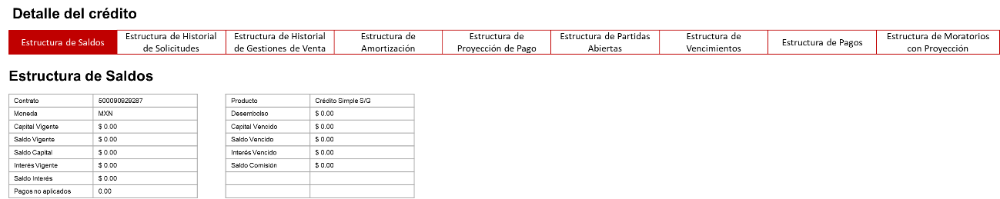 Detalle del crédito
Estructura de Saldos
Estructura de Historial
de Solicitudes
Estructura de Historial
de Gestiones de Venta
Estructura de
Amortización
Estructura de
Proyección de Pago
Estructura de Partidas
Abiertas
Estructura de
Vencimientos
Estructura de Pagos
Estructura de Moratorios
con Proyección
Estructura de Saldos
Contrato 500090929287
Moneda MXN
Capital Vigente $ 0.00
Saldo Vigente $ 0.00
Saldo Capital $ 0.00
Interés Vigente $ 0.00
Saldo Interés $ 0.00
Pagos no aplicados 0.00
Producto Crédito Simple S/G
Desembolso $ 0.00
Capital Vencido $ 0.00
Saldo Vencido $ 0.00
Interés Vencido $ 0.00
Saldo Comisión $ 0.00